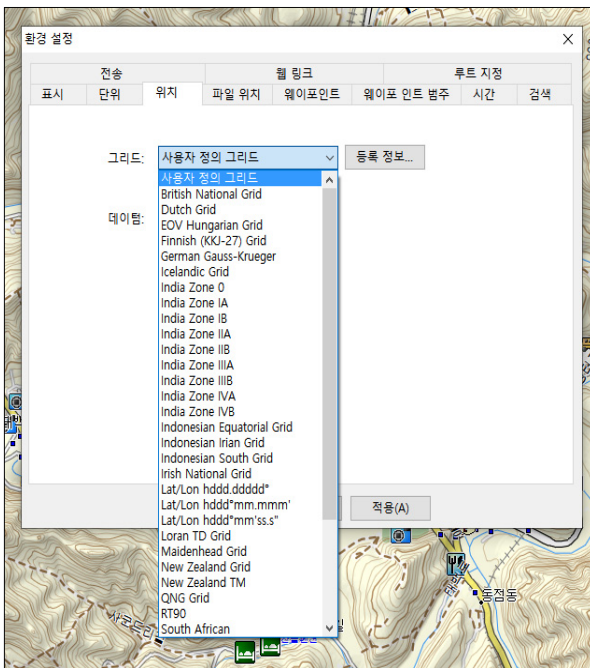 환경 설정
전송 웹 링크 루트 지정
표시 단위 위치 파일 위치 웨이포인트 웨이포 인트 범주 시간 검색
그리드: 사용자 정의 그리드 등록 정보...
사용자 정의 그리드
British National Grid
Dutch Grid
데이텀:
EOV Hungarian Grid
Finnish (KKJ-27) Grid
German Gauss-Krueger
Icelandic Grid
India Zone 0
India Zone IA
India Zone IB
India Zone IIA
India Zone IIB
India Zone IIIA
India Zone IIIB
India Zone IVA
India Zone IVB
Indonesian Equatorial Grid
Indonesian Irian Grid
Indonesian South Grid
Irish National Grid
Lat/Lon hddd.ddddd°
Lat/Lon hddd°mm.mmm'
Lat/Lon hddd°mm'ss.s"
적용(A)
Loran TD Grid
Maidenhead Grid
New Zealand Grid
New Zealand TM
QNG Grid
RT90
South African
동점동